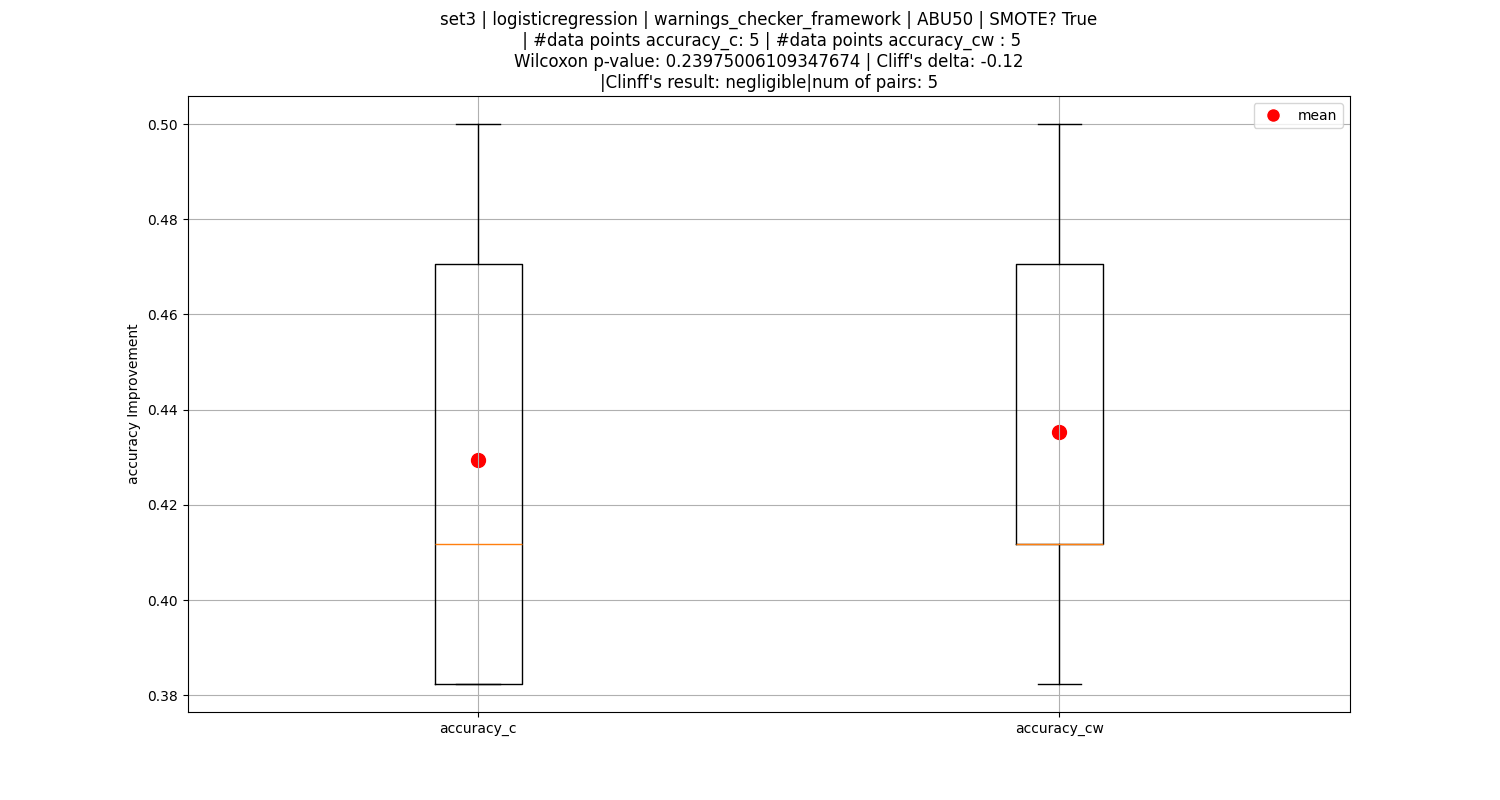 set3 | logisticregression | warnings_checker_framework | ABU50 | SMOTE? True
| #data points accuracy_c: 5 | #data points accuracy_cw : 5
Wilcoxon p-value: 0.23975006109347674 | Cliff's delta: -0.12
|Clinff's result: negligible|num of pairs: 5
mean
0.50
0.48
0.46
0.44
0.42
0.40
0.38
accuracy Improvement
accuracy_c
accuracy_cw